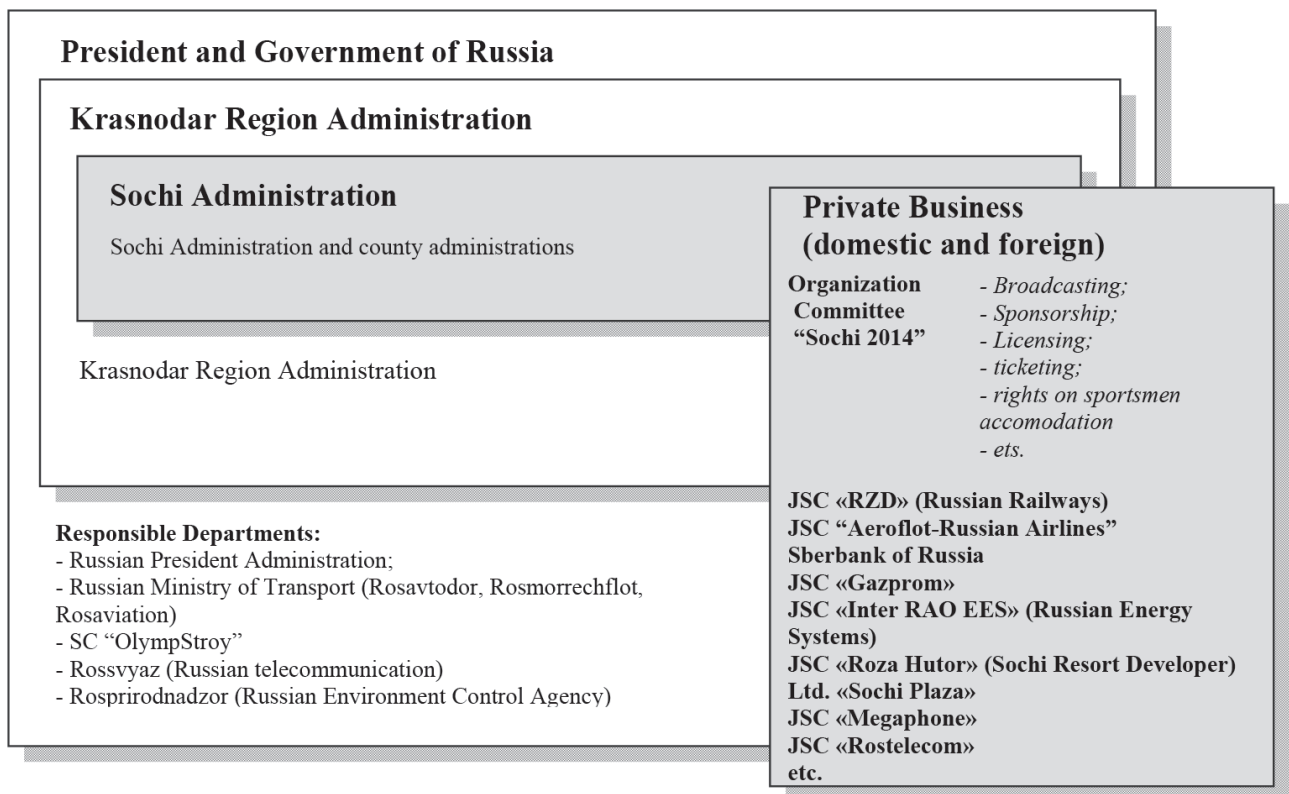 President and Government of Russia
Krasnodar Region Administration
Sochi Administration
Sochi Administration and county administrations
Krasnodar Region Administration
Responsible Departments:
- Russian President Administration;
- Russian Ministry of Transport (Rosavtodor, Rosmorrechflot,
Rosaviation)
- SC “OlympStroy”
- Rossvyaz (Russian telecommunication)
- Rosprirodnadzor (Russian Environment Control Agency)
Private Business
(domestic and foreign)
Organization
Committee
“Sochi 2014”
- Broadcasting;
- Sponsorship;
- Licensing;
- ticketing;
- rights on sportsmen
accomodation
- ets.
JSC «RZD» (Russian Railways)
JSC “Aeroflot-Russian Airlines”
Sberbank of Russia
JSC «Gazprom»
JSC «Inter RAO EES» (Russian Energy
Systems)
JSC «Roza Hutor» (Sochi Resort Developer)
Ltd. «Sochi Plaza»
JSC «Megaphone»
JSC «Rostelecom»
etc.